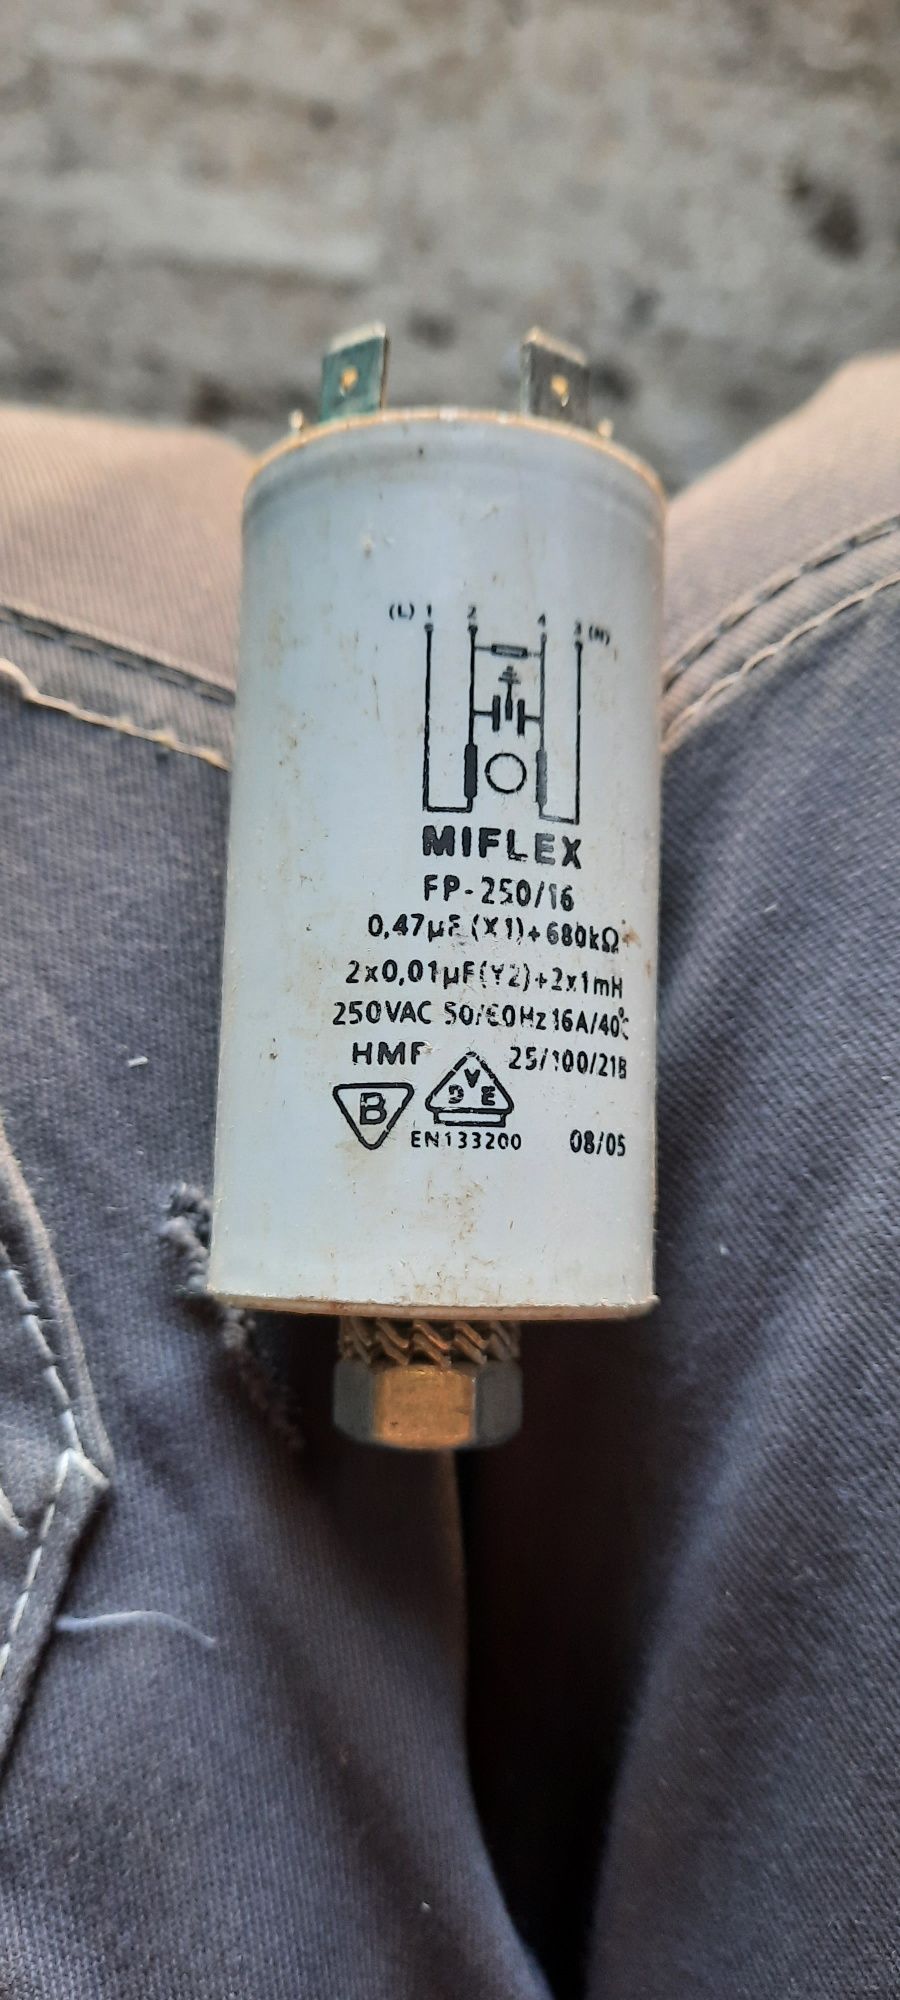 (L) 1 2 4 3 (N)
MIFLEX
FP-250/16
0,47µF (X1)+680kΩ
2x0,01µF(Y2)+2x1mH
250VAC 50/60Hz 16A/40°C
HMF 25/100/21B
B D V E
EN133200 08/05